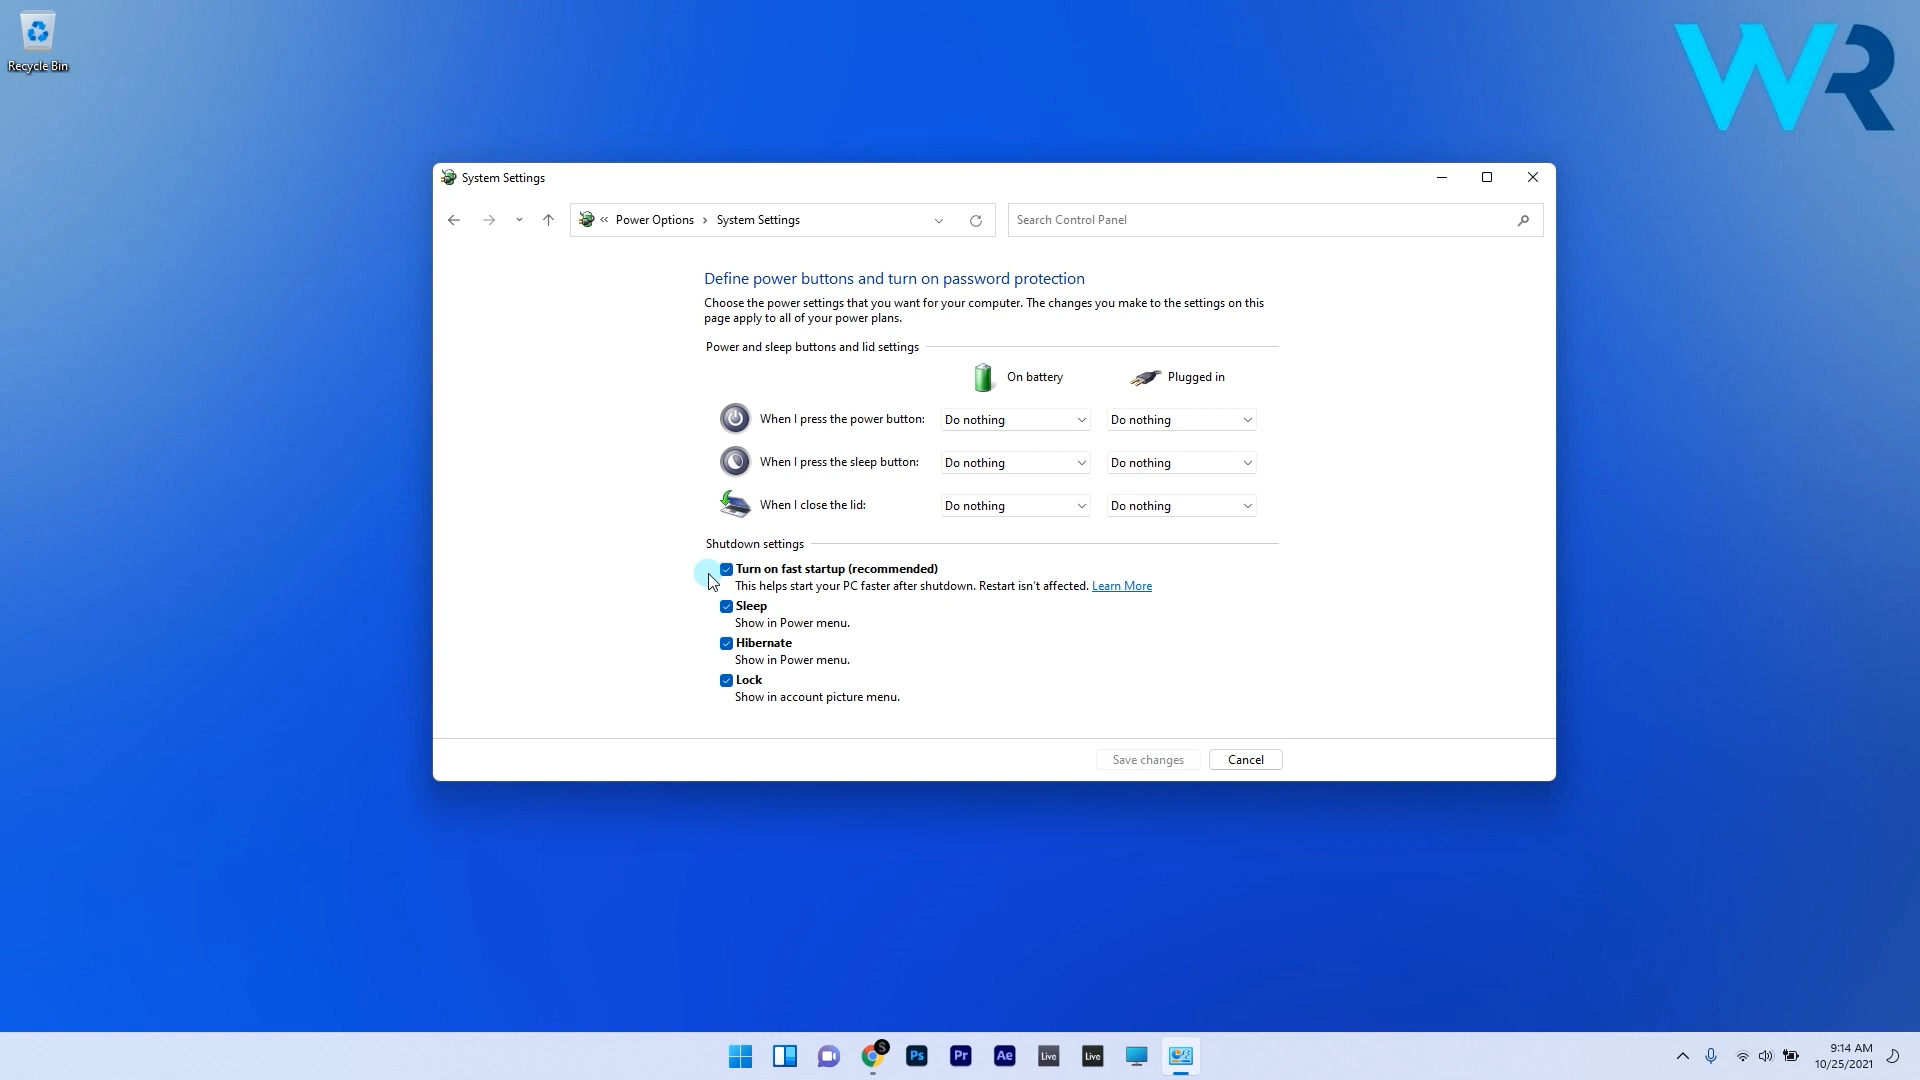 Recycle Bin
WR
System Settings
Power Options › System Settings
Search Control Panel
Define power buttons and turn on password protection
Choose the power settings that you want for your computer. The changes you make to the settings on this
page apply to all of your power plans.
Power and sleep buttons and lid settings
On battery Plugged in
When I press the power button: Do nothing Do nothing
When I press the sleep button: Do nothing Do nothing
When I close the lid: Do nothing Do nothing
Shutdown settings
Turn on fast startup (recommended)
This helps start your PC faster after shutdown. Restart isn't affected. Learn More
Sleep
Show in Power menu.
Hibernate
Show in Power menu.
Lock
Show in account picture menu.
Save changes Cancel
S Ps Pr Ae Live Live
9:14 AM
10/25/2021